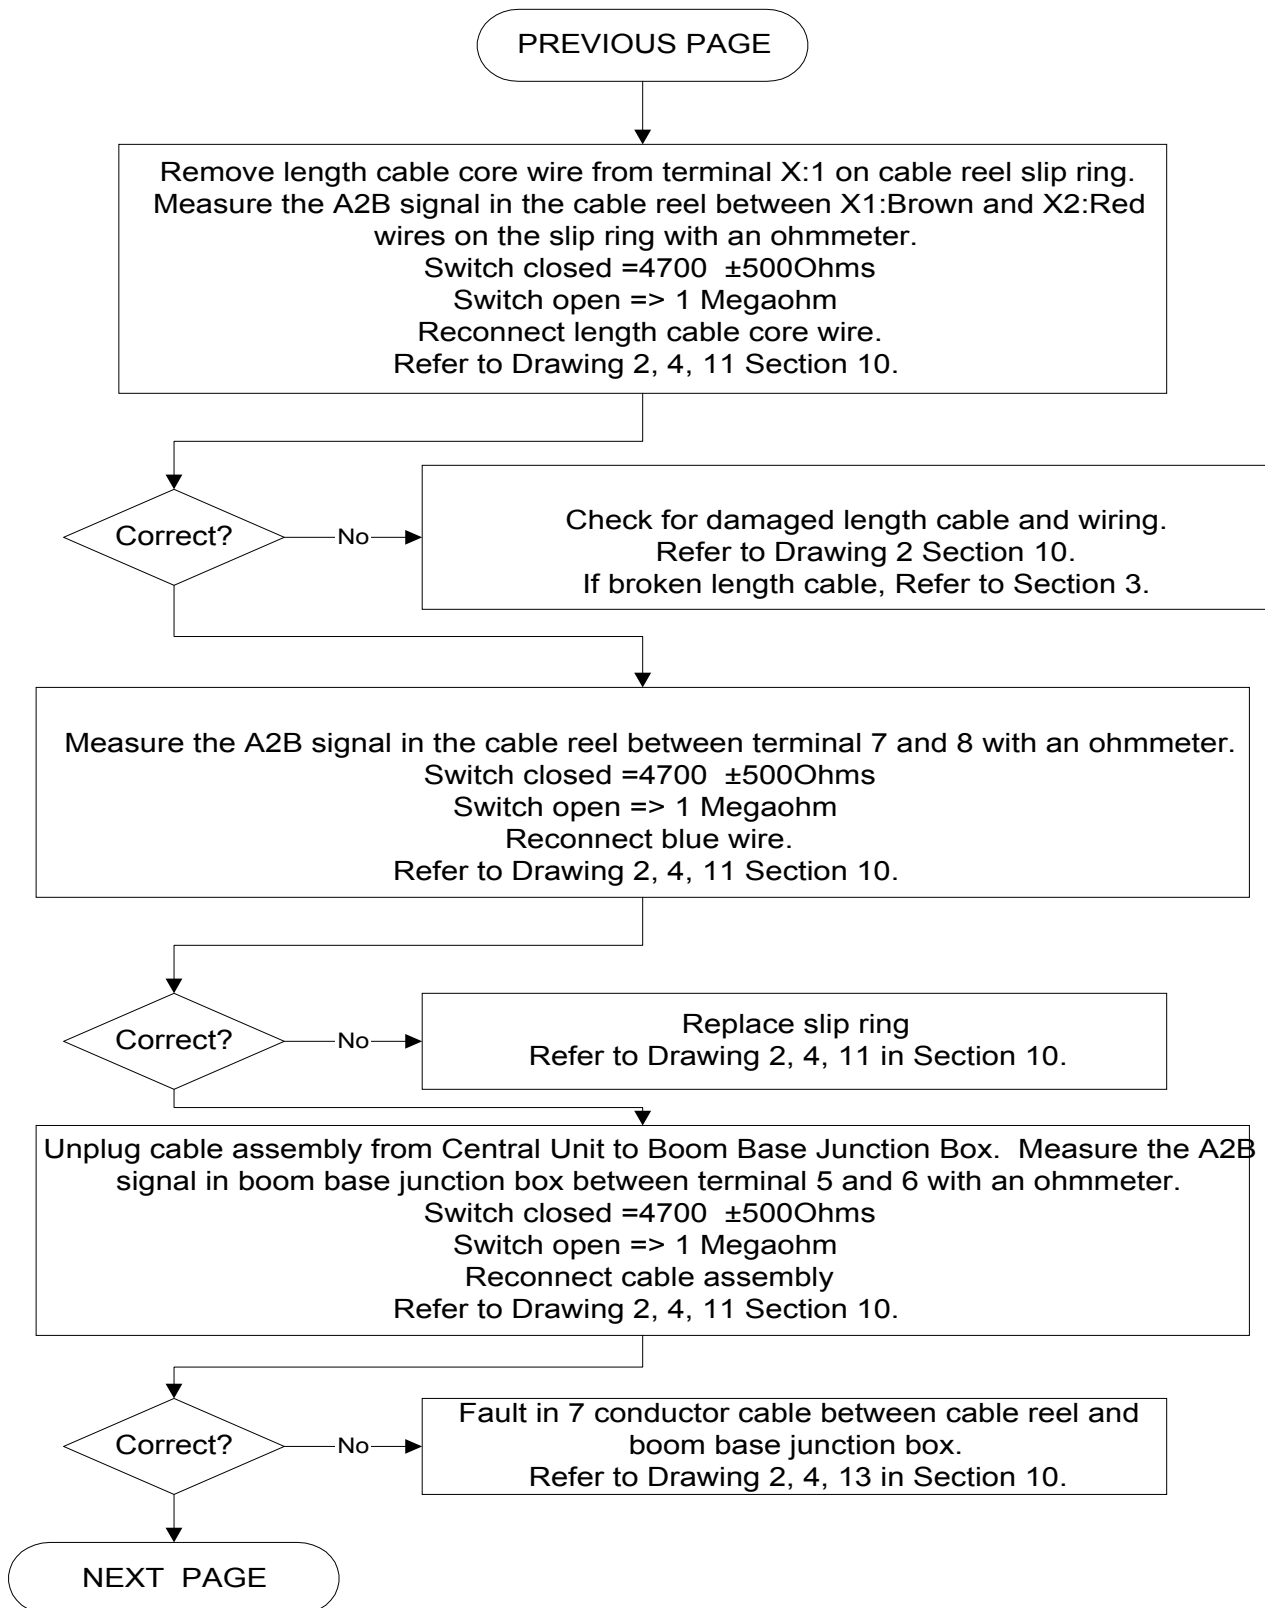 PREVIOUS PAGE
Remove length cable core wire from terminal X:1 on cable reel slip ring.
Measure the A2B signal in the cable reel between X1:Brown and X2:Red
wires on the slip ring with an ohmmeter.
Switch closed =4700  ±500Ohms
Switch open => 1 Megaohm
Reconnect length cable core wire.
Refer to Drawing 2, 4, 11 Section 10.
Correct?
No
Check for damaged length cable and wiring.
Refer to Drawing 2 Section 10.
If broken length cable, Refer to Section 3.
Measure the A2B signal in the cable reel between terminal 7 and 8 with an ohmmeter.
Switch closed =4700  ±500Ohms
Switch open => 1 Megaohm
Reconnect blue wire.
Refer to Drawing 2, 4, 11 Section 10.
Correct?
No
Replace slip ring
Refer to Drawing 2, 4, 11 in Section 10.
Unplug cable assembly from Central Unit to Boom Base Junction Box.  Measure the A2B
signal in boom base junction box between terminal 5 and 6 with an ohmmeter.
Switch closed =4700  ±500Ohms
Switch open => 1 Megaohm
Reconnect cable assembly
Refer to Drawing 2, 4, 11 Section 10.
Correct?
No
Fault in 7 conductor cable between cable reel and
boom base junction box.
Refer to Drawing 2, 4, 13 in Section 10.
NEXT  PAGE